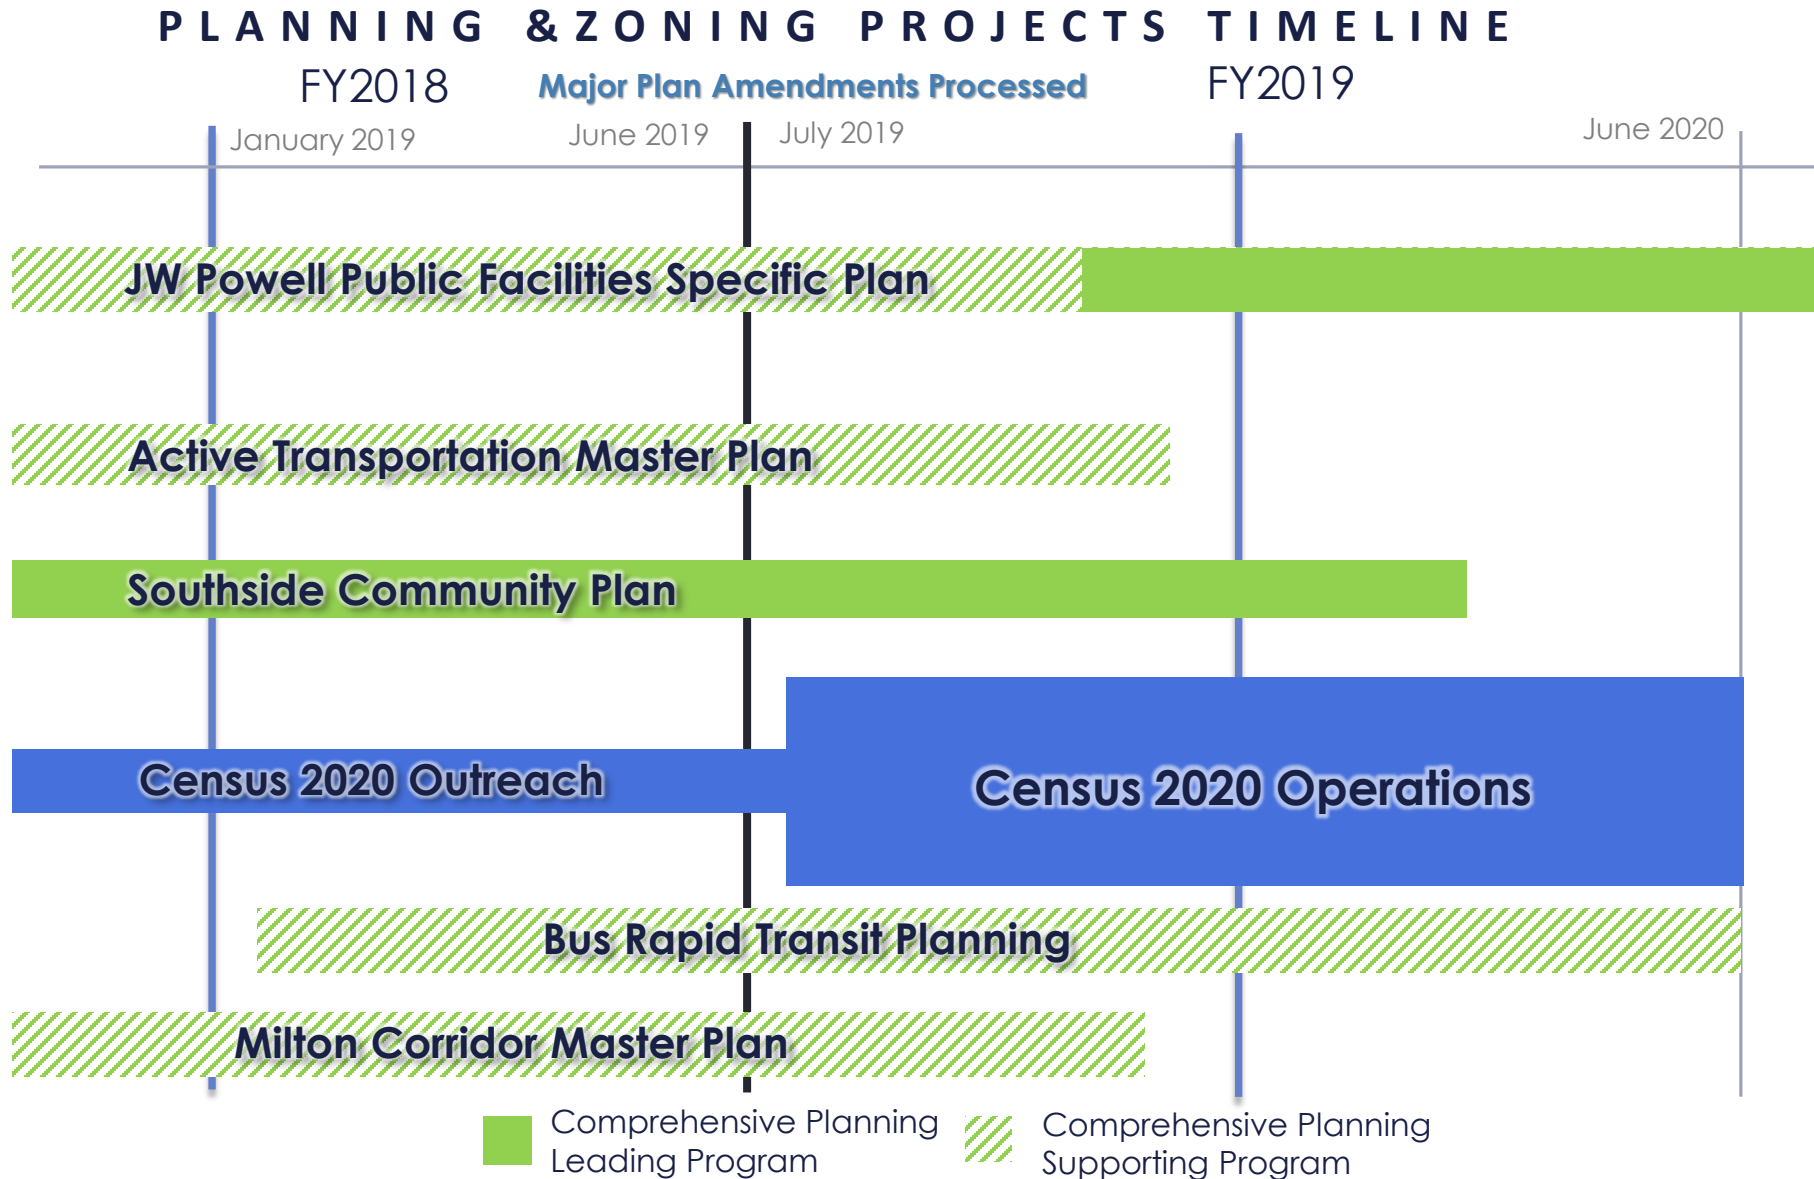 PLANNING &ZONING PROJECTS TIMELINE
FY2018
Major Plan Amendments Processed
FY2019
January 2019
June 2019
July 2019
June 2020
JW Powell Public Facilities Specific Plan
Active Transportation Master Plan
Southside Community Plan
Census 2020 Outreach
Census 2020 Operations
Bus Rapid Transit Planning
Milton Corridor Master Plan
Comprehensive Planning
Leading Program
Comprehensive Planning
Supporting Program